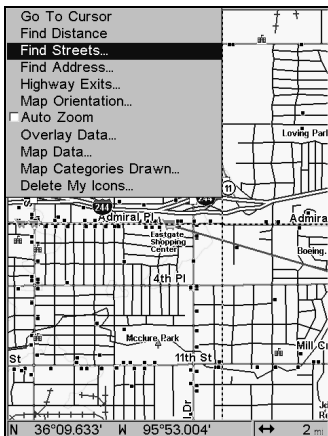 Go To Cursor
Find Distance
Find Streets...
Find Address...
Highway Exits...
Map Orientation...
Auto Zoom
Overlay Data...
Map Data...
Map Categories Drawn...
Delete My Icons...
Loving Par
11
244
Admiral Pl.
Admira
Eastgate
Shopping
Center
Boeing.
4th Pl
Mcclure Park
St
11th St
Mill C
Dr
N 36°09.633' W 95°53.004' ↔ 2 mi